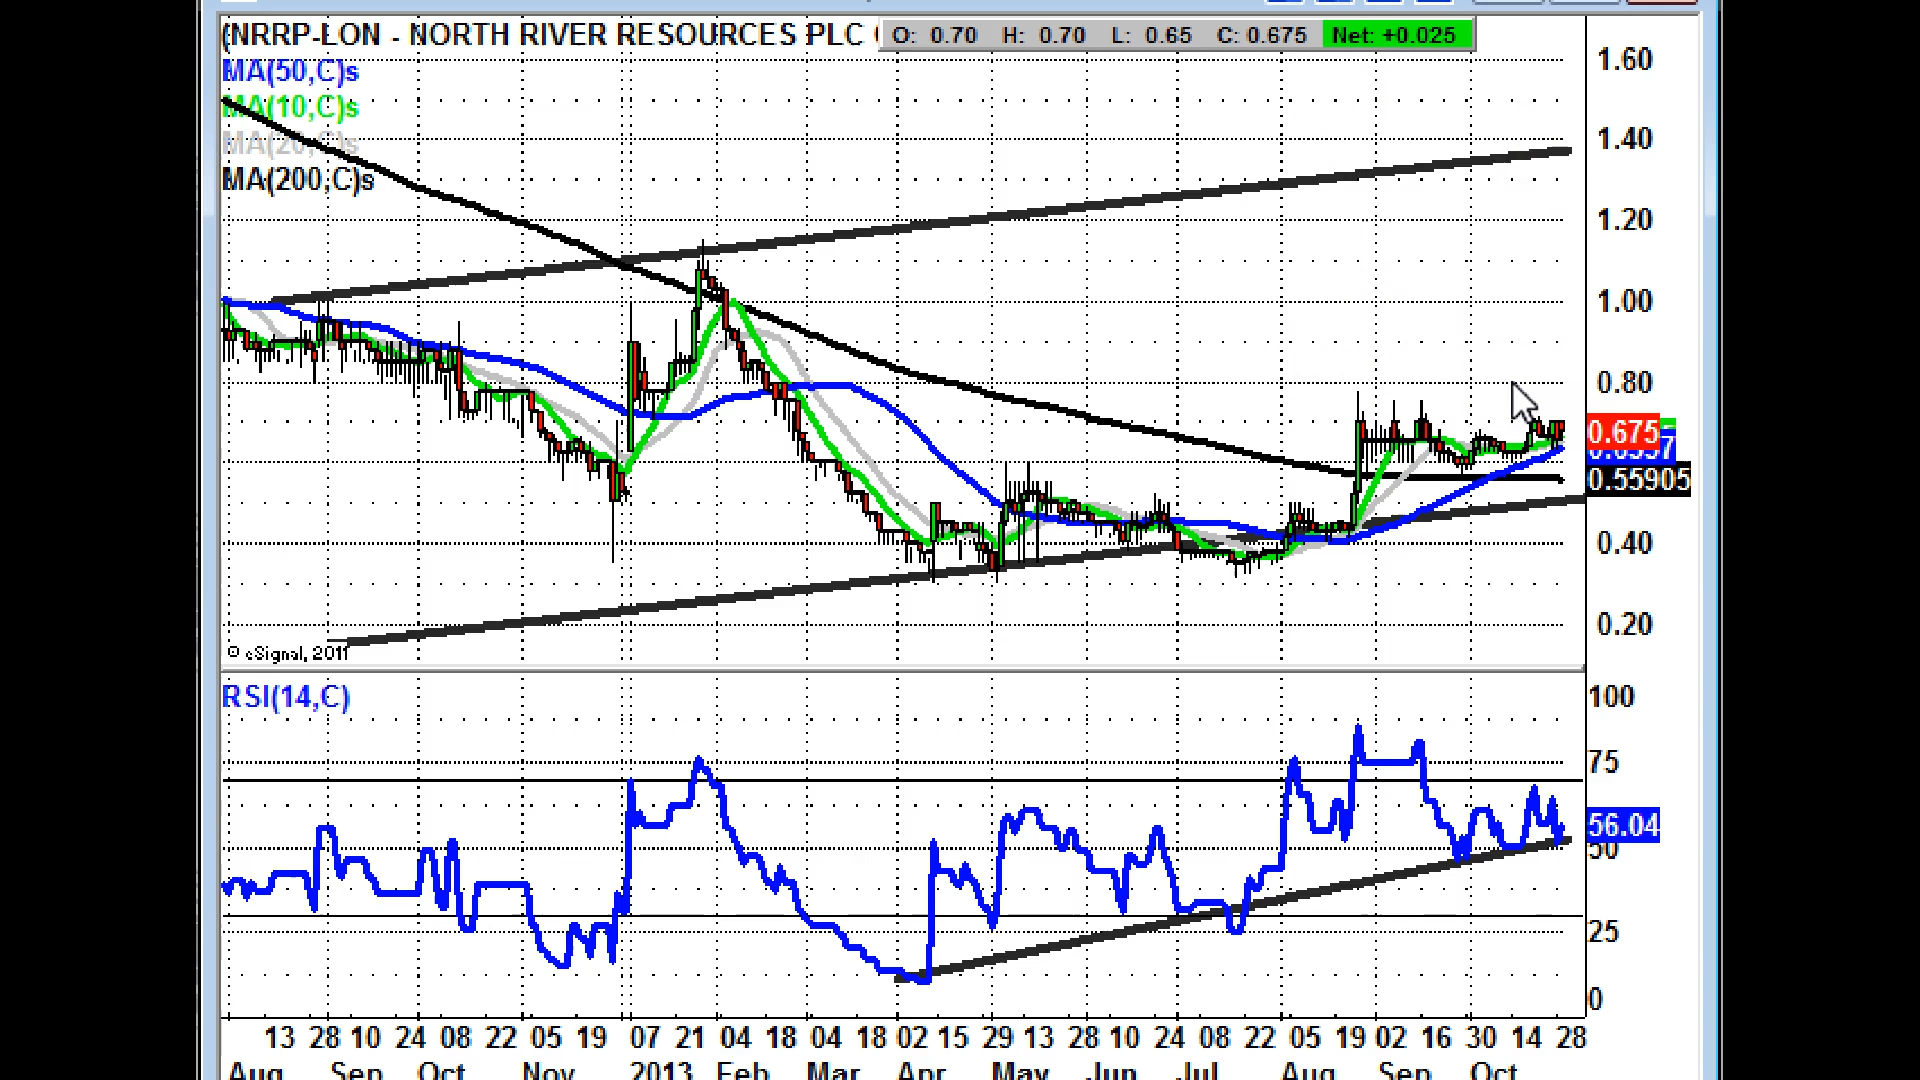 (NRRP-LON - NORTH RIVER RESOURCES PLC
O: 0.70 H: 0.70 L: 0.65 C: 0.675 Net: +0.025
MA(50,C)s
MA(10,C)s
MA(20,C)s
MA(200,C)s
1.60
1.40
1.20
1.00
0.80
0.675
0.55905
0.40
0.20
© eSignal, 2011
RSI(14,C)
100
75
56.04
50
25
0
13 28 10 24 08 22 05 19 07 21 04 18 04 18 02 15 29 13 28 10 24 08 22 05 19 02 16 30 14 28
Aug Sep Oct Nov 2013 Feb Mar Apr May Jun Jul Aug Sep Oct